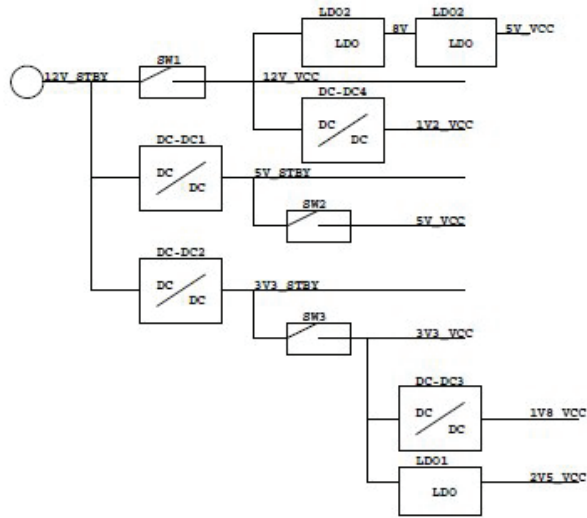 LDO2 LDO2
8V 5V_VCC
LDO LDO
SW1
12V_STBY 12V_VCC
DC-DC4
DC
DC 1V2_VCC
DC-DC1
DC
DC 5V_STBY
SW2
5V_VCC
DC-DC2
DC
DC 3V3_STBY
SW3
3V3_VCC
DC-DC3
DC 1V8_VCC
DC
LDO1
LDO 2V5_VCC